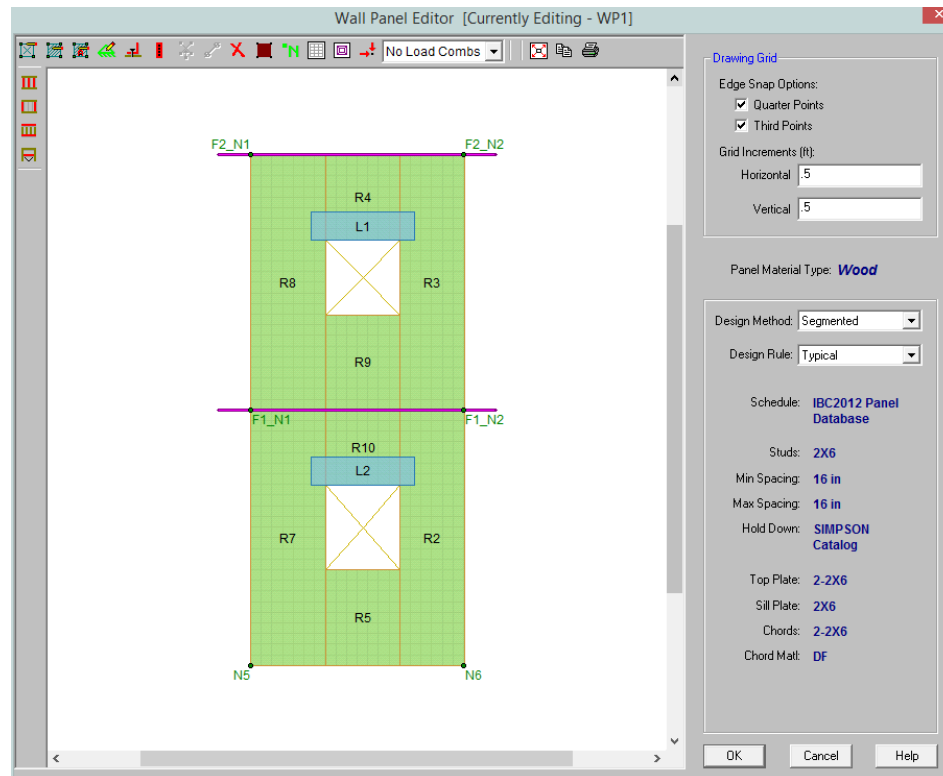 Wall Panel Editor [Currently Editing - WP1]
No Load Combs
F2_N1
F2_N2
R4
L1
R8
R3
R9
F1_N1
F1_N2
R10
L2
R7
R2
R5
N5
N6
Drawing Grid
Edge Snap Options:
Quarter Points
Third Points
Grid Increments (ft):
Horizontal .5
Vertical .5
Panel Material Type: Wood
Design Method: Segmented
Design Rule: Typical
Schedule: IBC2012 Panel
Database
Studs: 2X6
Min Spacing: 16 in
Max Spacing: 16 in
Hold Down: SIMPSON
Catalog
Top Plate: 2-2X6
Sill Plate: 2X6
Chords: 2-2X6
Chord Matl: DF
OK Cancel Help